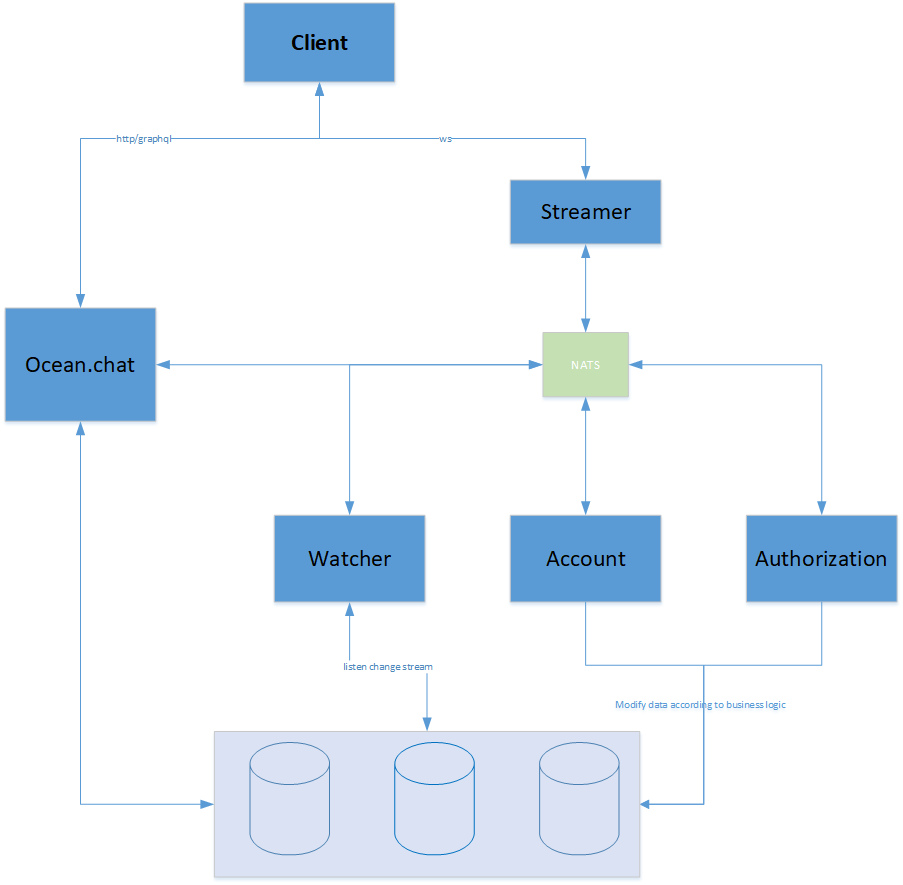 Client
http/graphql
ws
Streamer
Ocean.chat
NATS
Watcher
Account
Authorization
listen change stream
Modify data according to business logic